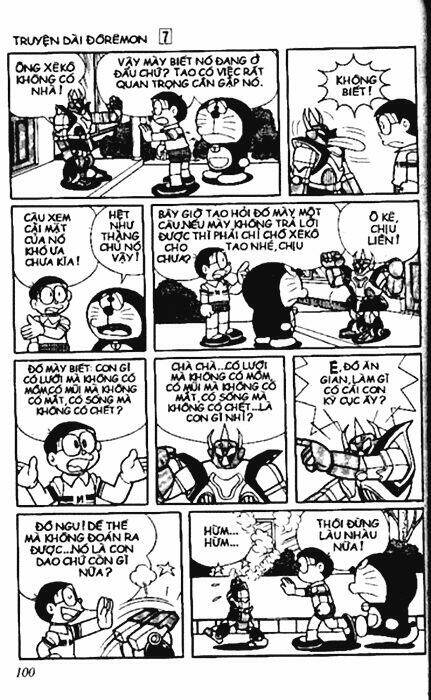 TRUYỆN DÀI ĐÔRÊMON 7
ÔNG XÊKÔ
KHÔNG CÓ
NHÀ!
VẬY MÀY BIẾT NÓ ĐANG Ở
ĐÂU CHỨ? TAO CÓ VIỆC RẤT
QUAN TRỌNG CẦN GẶP NÓ.
KHÔNG
BIẾT!
CẬU XEM
CÁI MẶT
CỦA NÓ
KHÓ ƯA
CHƯA KÌA!
HỆT
NHƯ
THẰNG
CHỦ NÓ
VẬY!
BÂY GIỜ TAO HỎI ĐỐ MÀY MỘT
CÂU. NẾU MÀY KHÔNG TRẢ LỜI
ĐƯỢC THÌ PHẢI CHỈ CHỖ XÊKÔ
CHO TAO NHÉ, CHỊU
CHƯA?
Ô KÊ,
CHỊU
LIỀN!
ĐỐ MÀY BIẾT: CON GÌ
CÓ LƯỠI MÀ KHÔNG CÓ
MỒM, CÓ MŨI MÀ KHÔNG
CÓ MẮT, CÓ SỐNG MÀ
KHÔNG CÓ CHẾT?
CHÀ CHÀ...CÓ LƯỠI
MÀ KHÔNG CÓ MỒM,
CÓ MŨI MÀ KHÔNG CÓ
MẮT, CÓ SỐNG MÀ
KHÔNG CÓ CHẾT...LÀ
CON GÌ NHỈ?
Ê, ĐỒ ĂN
GIAN, LÀM GÌ
CÓ CÁI CON
KỲ CỤC ẤY?
ĐỒ NGU! DỄ THẾ
MÀ KHÔNG ĐOÁN RA
ĐƯỢC...NÓ LÀ CON
DAO CHỨ CÒN GÌ
NỮA?
HỪM...
HỪM...
THÔI ĐỪNG
LÀU NHÀU
NỮA!
100